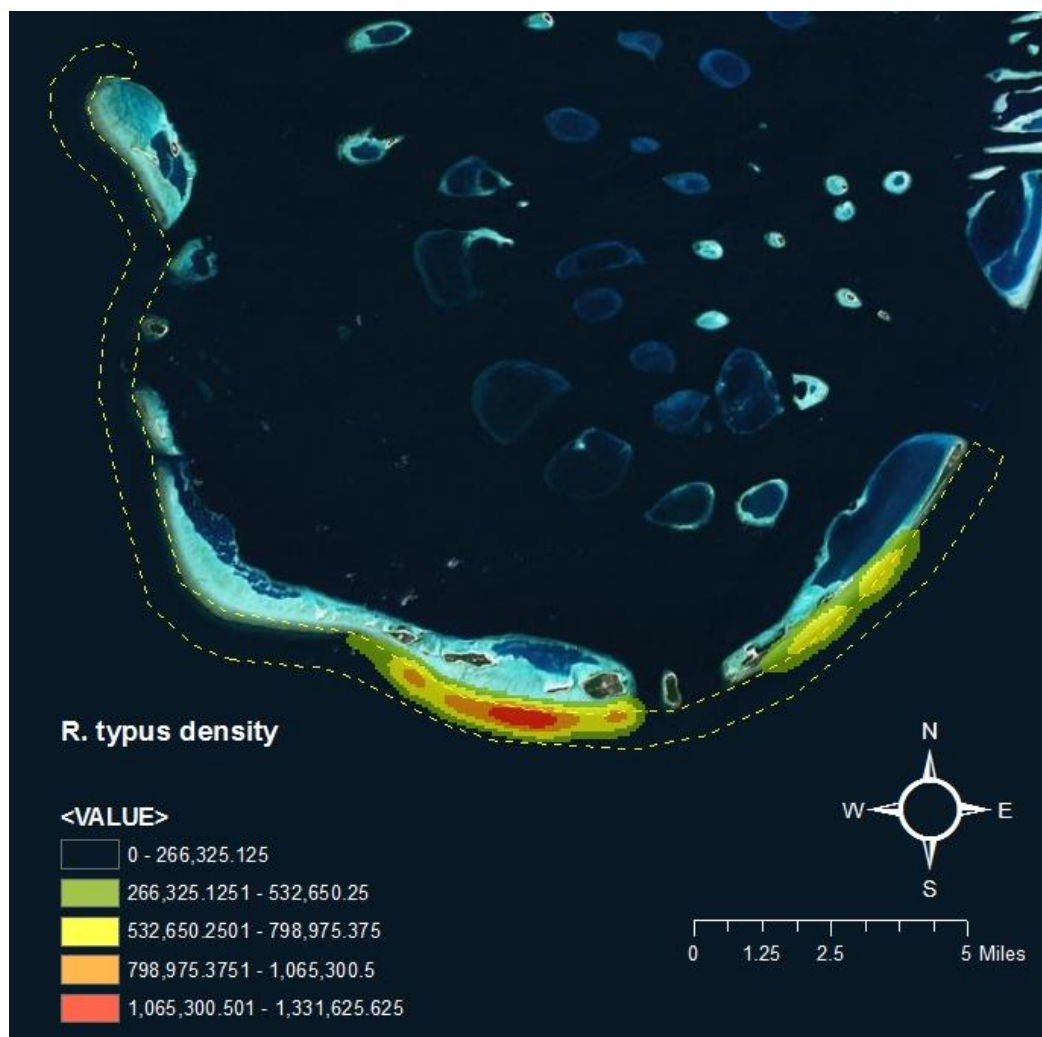 R. typus density
<VALUE>
0 - 266,325.125
266,325.1251 - 532,650.25
532,650.2501 - 798,975.375
798,975.3751 - 1,065,300.5
1,065,300.501 - 1,331,625.625
N
W E
S
0 1.25 2.5 5 Miles